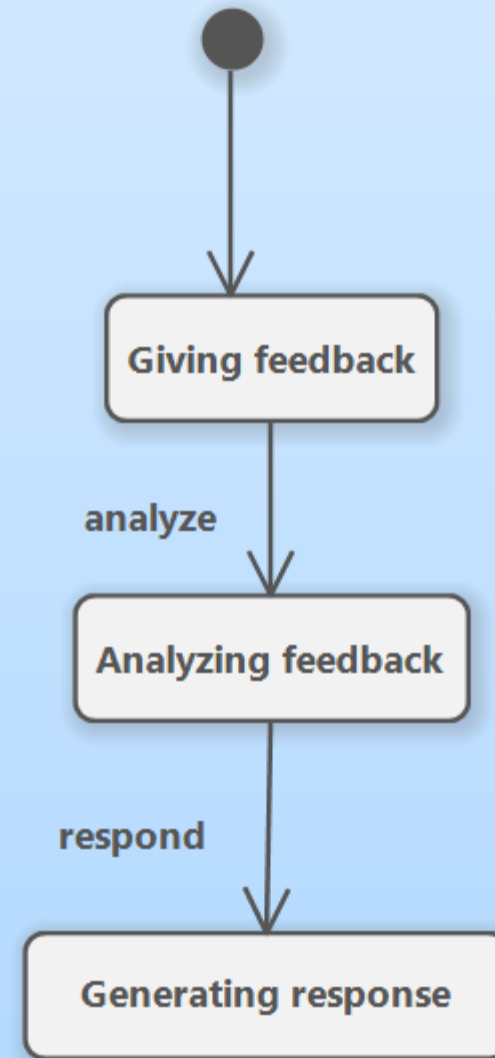 Giving feedback
analyze
Analyzing feedback
respond
Generating response